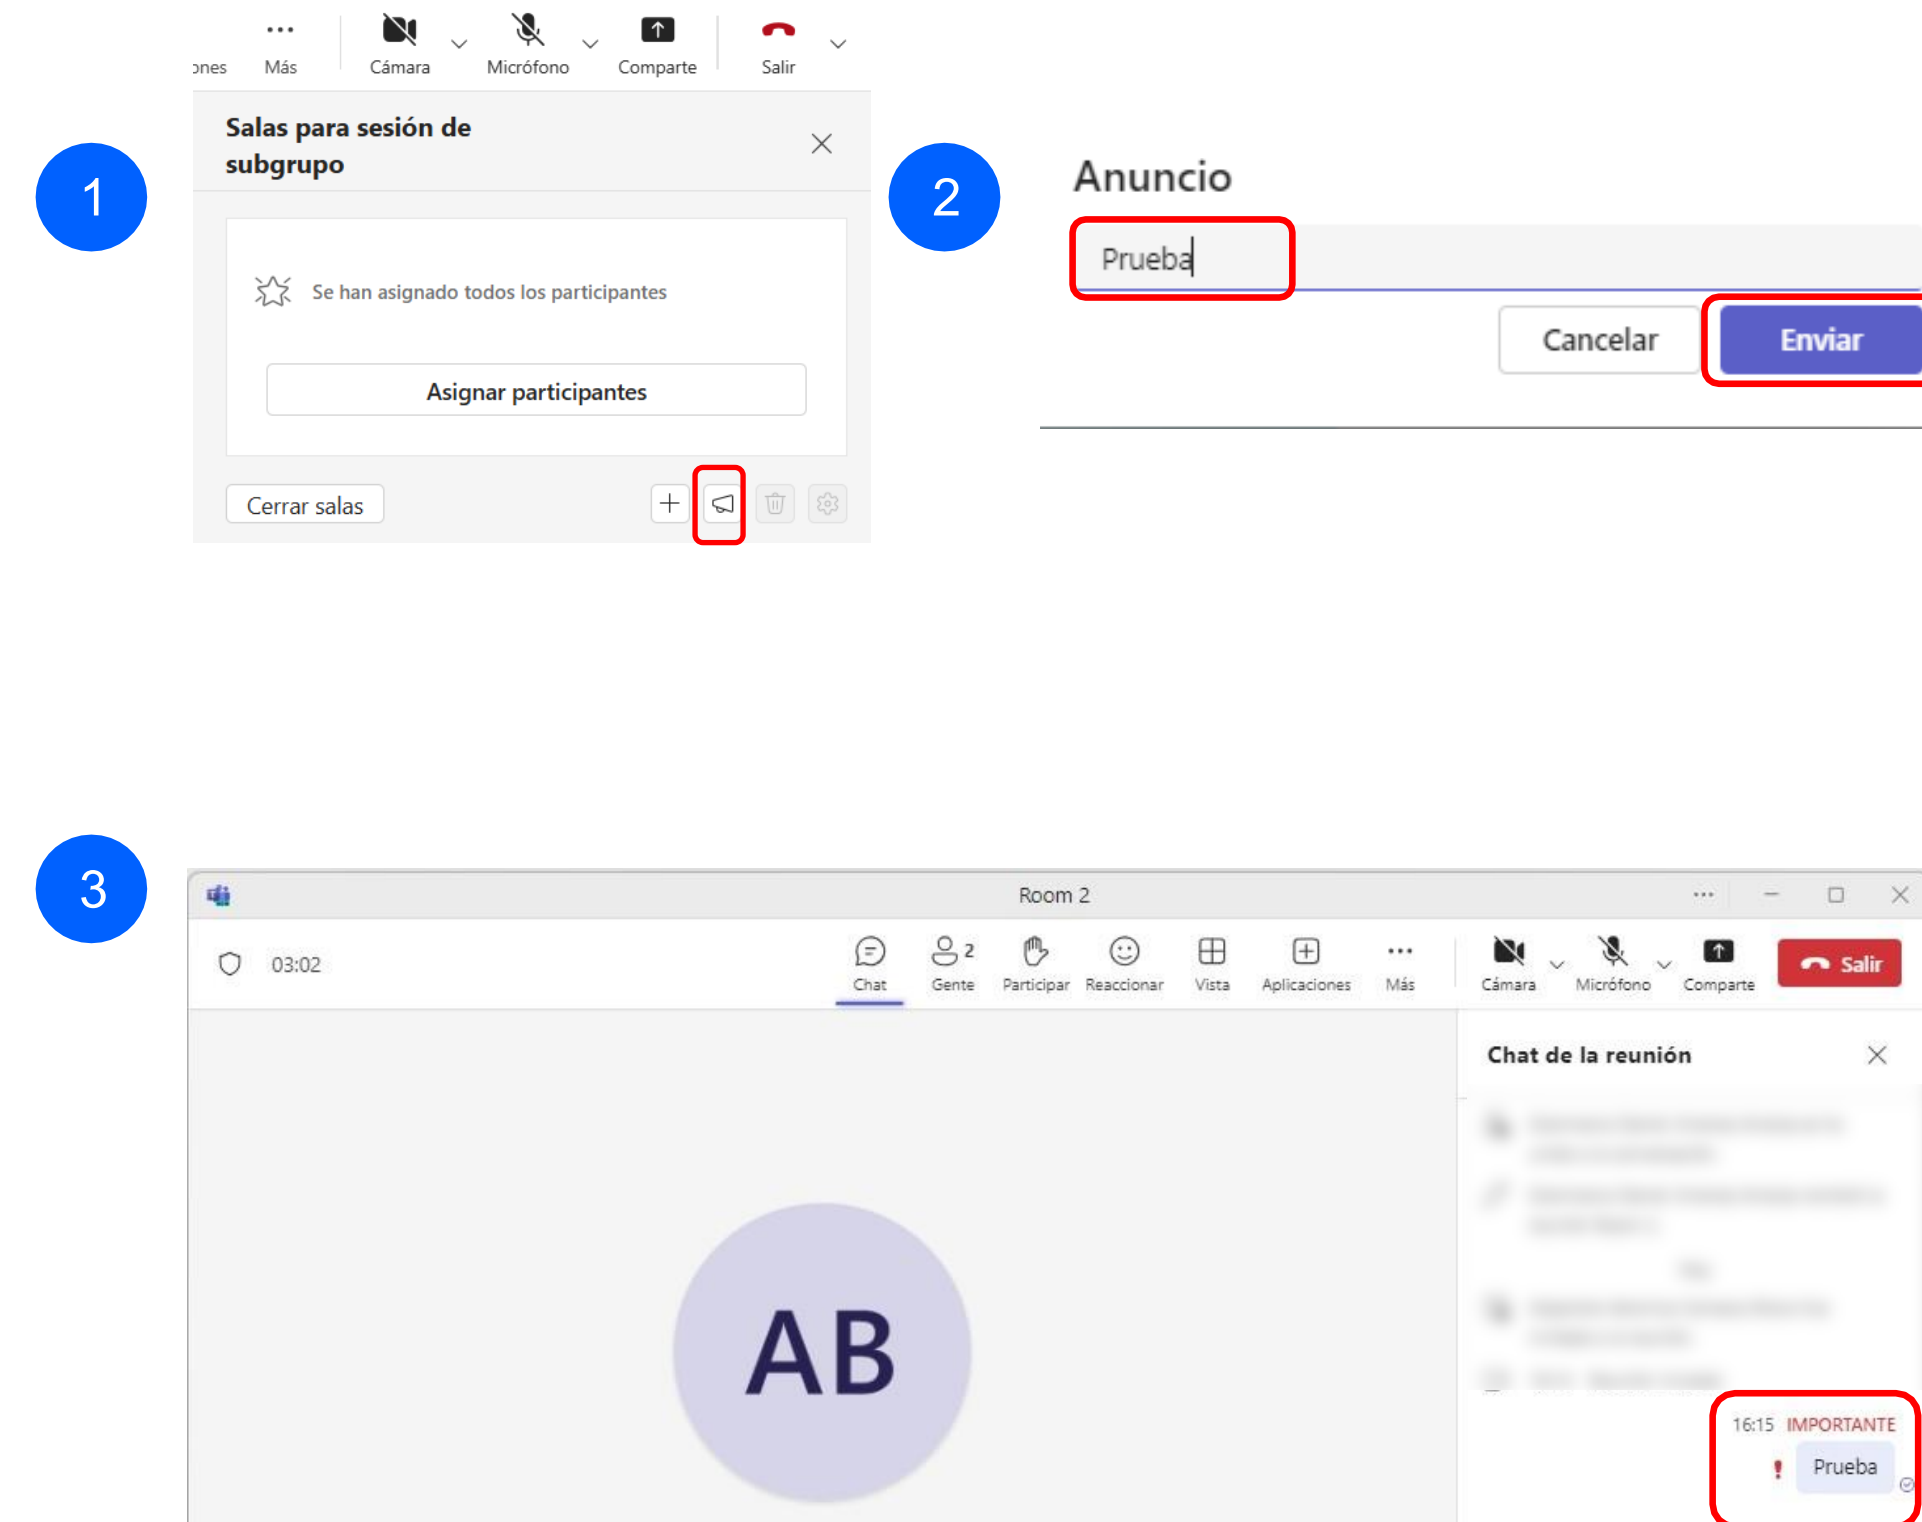 ones Más Cámara Micrófono Comparte Salir
Salas para sesión de
subgrupo
1
Se han asignado todos los participantes
Asignar participantes
Cerrar salas
2
Anuncio
Prueba
Cancelar Enviar
3
Room 2
03:02
2
Chat Gente Participar Reaccionar Vista Aplicaciones Más Cámara Micrófono Comparte Salir
Chat de la reunión
AB
16:15 IMPORTANTE
Prueba